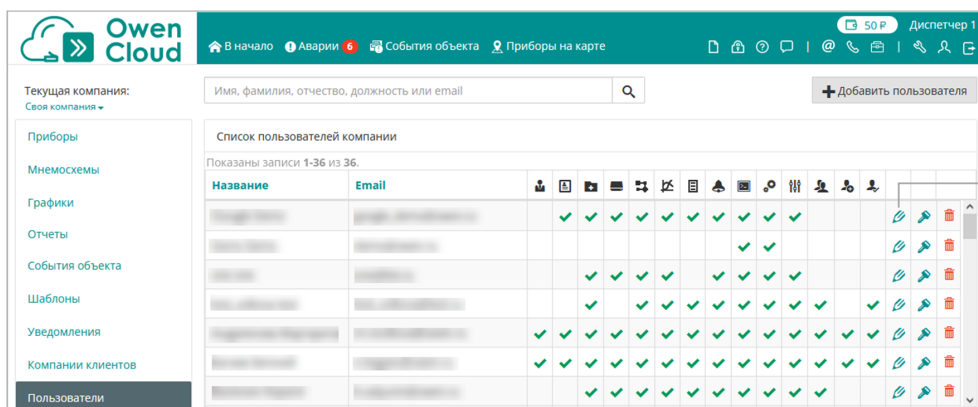 Owen Cloud
50 ₽ Диспетчер 1
В начало Аварии 6 События объекта Приборы на карте
Текущая компания:
Своя компания
Имя, фамилия, отчество, должность или email
Добавить пользователя
Приборы
Мнемосхемы
Графики
Отчеты
События объекта
Шаблоны
Уведомления
Компании клиентов
Пользователи
Список пользователей компании
Показаны записи 1-36 из 36.
Название Email